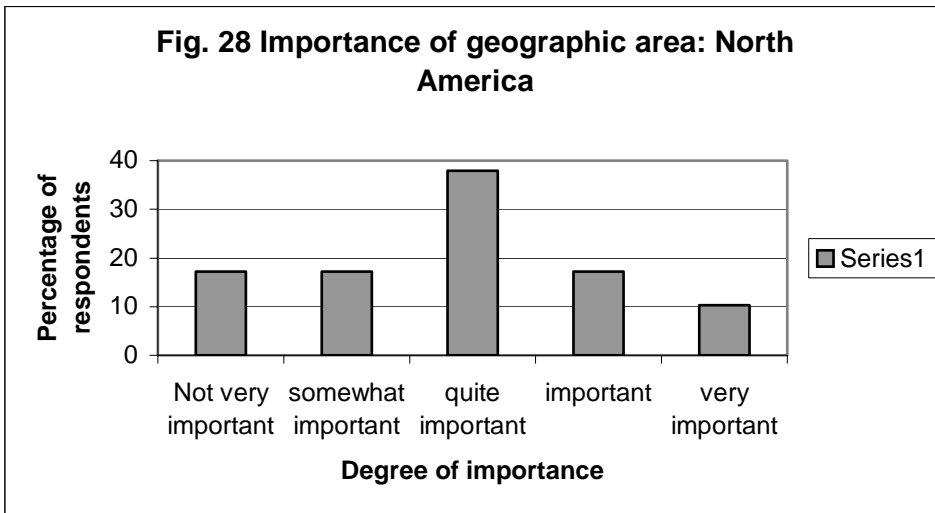 Fig. 28 Importance of geographic area: North
America
Percentage of
respondents
40
30
20
10
0
Not very
important
somewhat
important
quite
important
important
very
important
Degree of importance
Series1